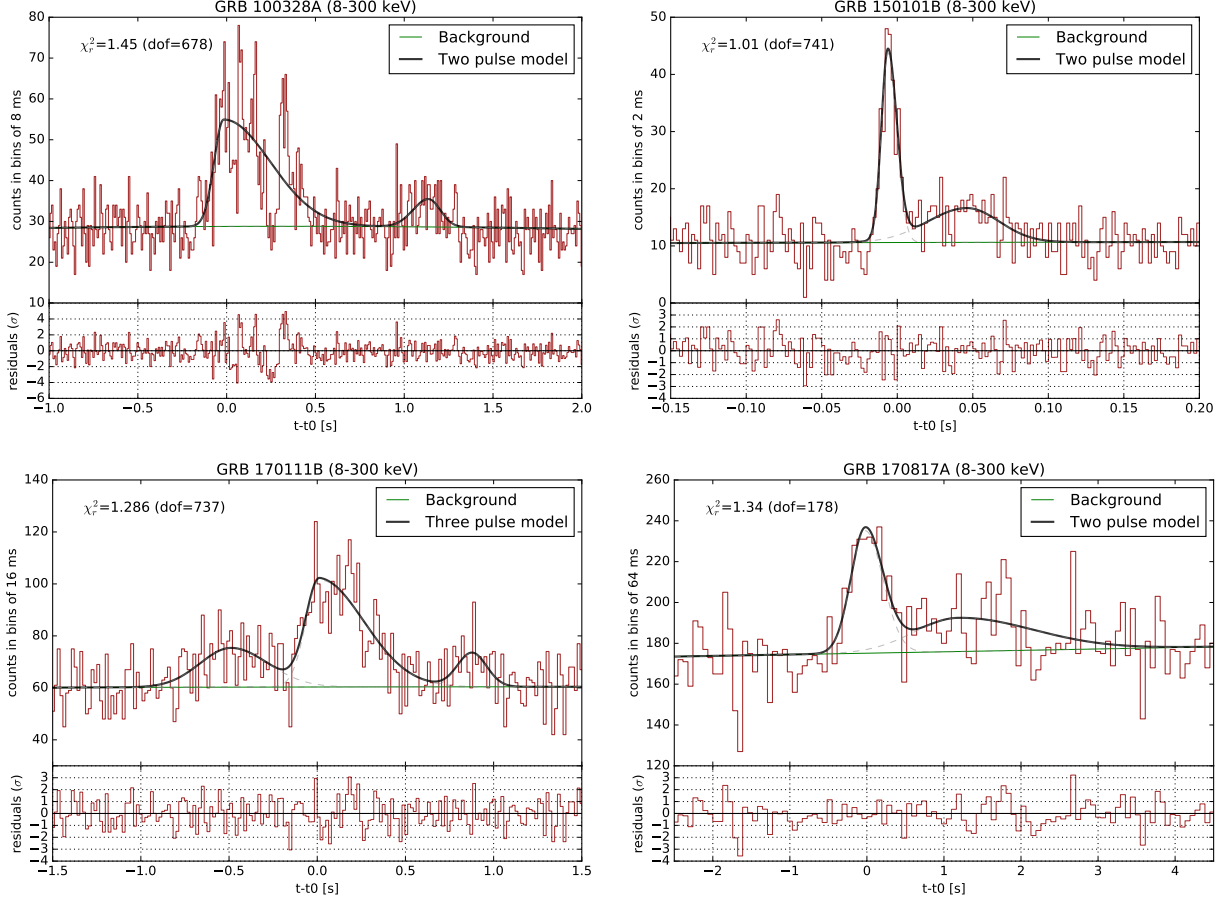 GRB 100328A (8-300 keV)
χ²r=1.45 (dof=678)
Background
Two pulse model
counts in bins of 8 ms
80
70
60
50
40
30
20
10
residuals (σ)
4
2
0
−2
−4
−6
−1.0 −0.5 0.0 0.5 1.0 1.5 2.0
t-t0 [s]
GRB 150101B (8-300 keV)
χ²r=1.01 (dof=741)
Background
Two pulse model
counts in bins of 2 ms
50
40
30
20
10
0
residuals (σ)
3
2
1
0
−1
−2
−3
−4
−0.15 −0.10 −0.05 0.00 0.05 0.10 0.15 0.20
t-t0 [s]
GRB 170111B (8-300 keV)
χ²r=1.286 (dof=737)
Background
Three pulse model
counts in bins of 16 ms
140
120
100
80
60
40
residuals (σ)
3
2
1
0
−1
−2
−3
−4
−1.5 −1.0 −0.5 0.0 0.5 1.0 1.5
t-t0 [s]
GRB 170817A (8-300 keV)
χ²r=1.34 (dof=178)
Background
Two pulse model
counts in bins of 64 ms
260
240
220
200
180
160
140
120
residuals (σ)
3
2
1
0
−1
−2
−3
−4
−2 −1 0 1 2 3 4
t-t0 [s]